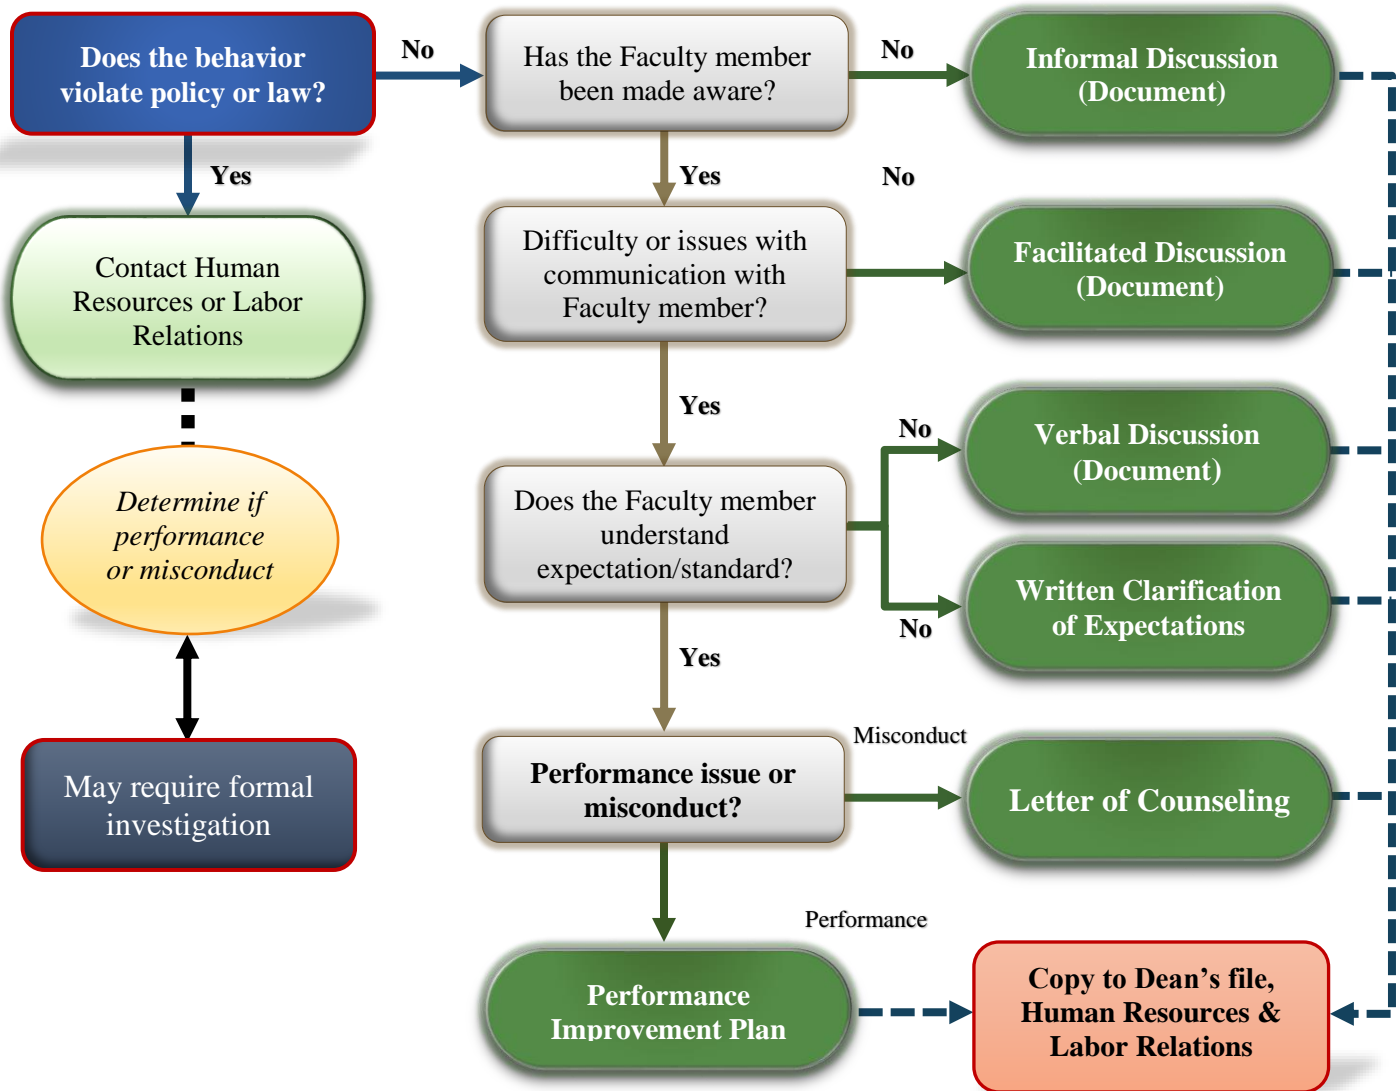 Does the behavior
violate policy or law?
No
Has the Faculty member
been made aware?
No
Informal Discussion
(Document)
Yes
Yes
No
Contact Human
Resources or Labor
Relations
Difficulty or issues with
communication with
Faculty member?
Facilitated Discussion
(Document)
Yes
Determine if
performance
or misconduct
Does the Faculty member
understand
expectation/standard?
No
Verbal Discussion
(Document)
No
Written Clarification
of Expectations
Yes
May require formal
investigation
Performance issue or
misconduct?
Misconduct
Letter of Counseling
Performance
Performance
Improvement Plan
Copy to Dean’s file,
Human Resources &
Labor Relations